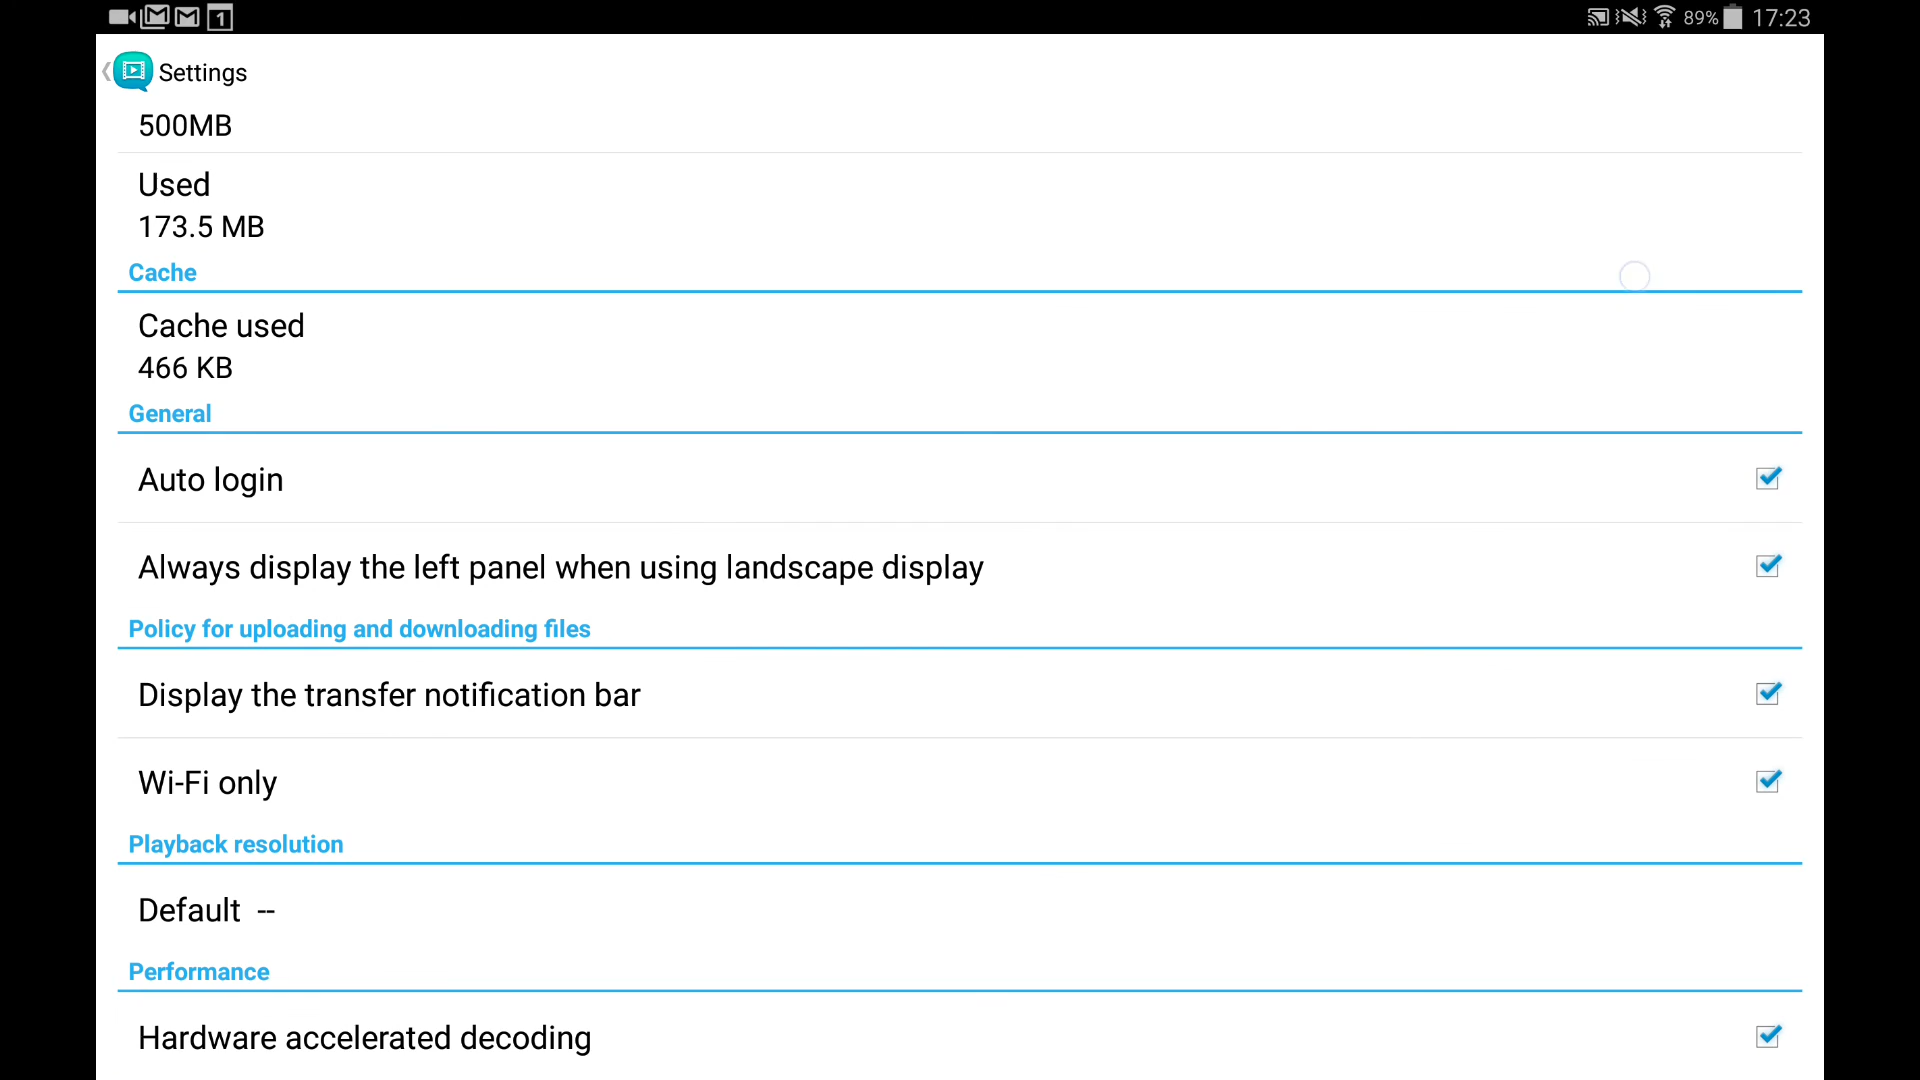 1
89%
17:23
Settings
500MB
Used
173.5 MB
Cache
Cache used
466 KB
General
Auto login
Always display the left panel when using landscape display
Policy for uploading and downloading files
Display the transfer notification bar
Wi-Fi only
Playback resolution
Default --
Performance
Hardware accelerated decoding